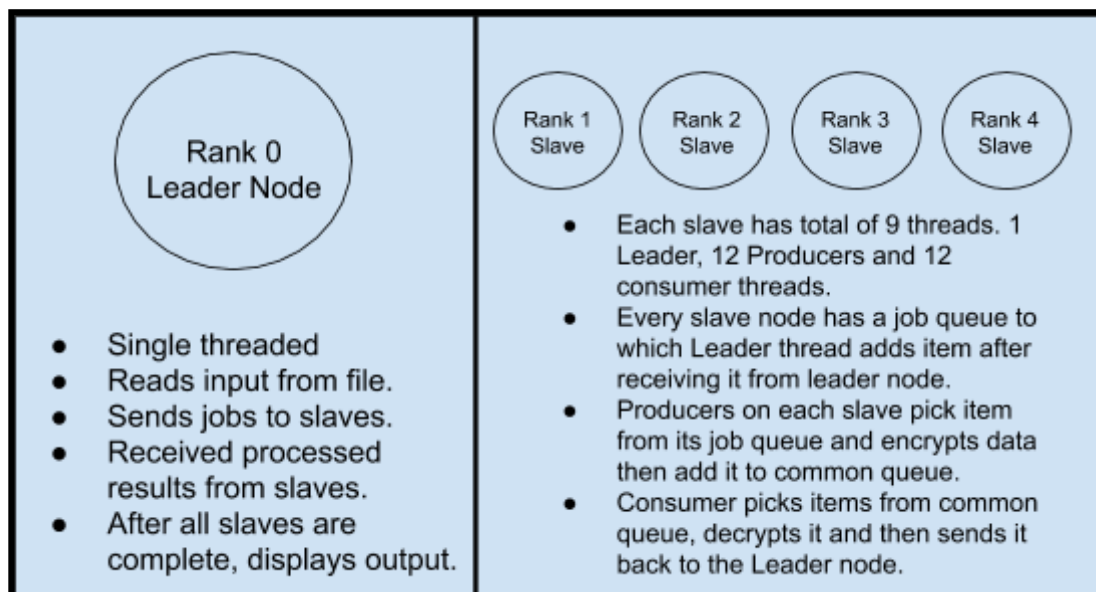 Rank 0
Leader Node
● Single threaded
● Reads input from file.
● Sends jobs to slaves.
● Received processed
results from slaves.
● After all slaves are
complete, displays output.
Rank 1
Slave
Rank 2
Slave
Rank 3
Slave
Rank 4
Slave
● Each slave has total of 9 threads. 1
Leader, 12 Producers and 12
consumer threads.
● Every slave node has a job queue to
which Leader thread adds item after
receiving it from leader node.
● Producers on each slave pick item
from its job queue and encrypts data
then add it to common queue.
● Consumer picks items from common
queue, decrypts it and then sends it
back to the Leader node.